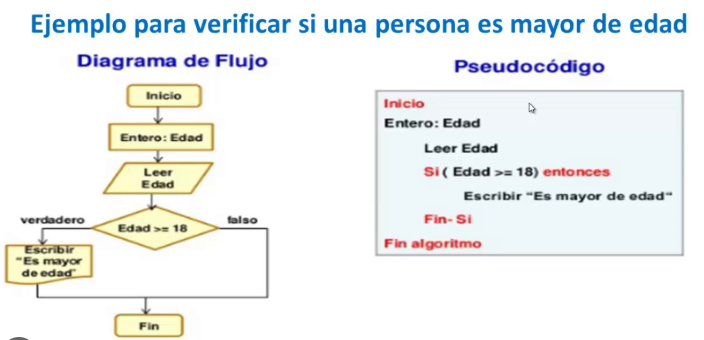 Ejemplo para verificar si una persona es mayor de edad
Diagrama de Flujo
Inicio
Entero: Edad
Leer
Edad
verdadero
Edad >= 18
falso
Escribir
"Es mayor
de edad"
Fin
Pseudocódigo
Inicio
Entero: Edad
Leer Edad
Si ( Edad >= 18) entonces
Escribir "Es mayor de edad"
Fin- Si
Fin algoritmo